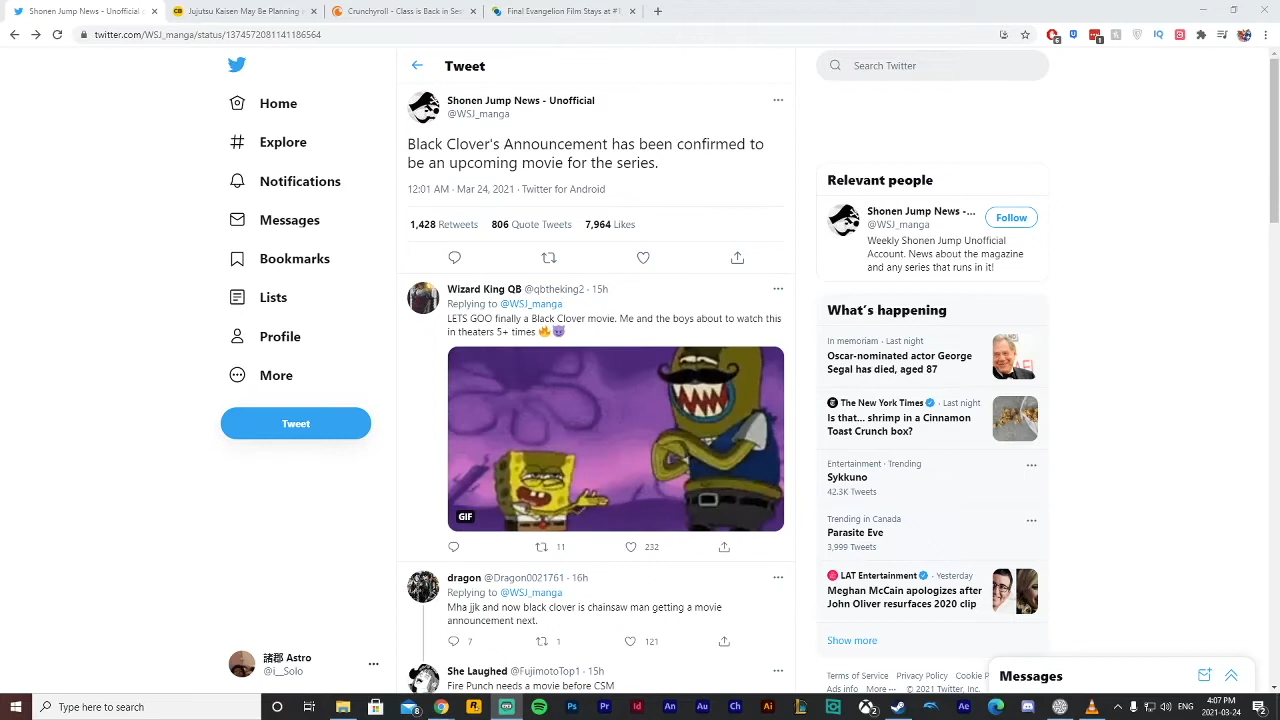 Shonen Jump News - Unofficial c
Jujutsu Kaisen May Be Planning
Crunchyroll - Class is Back in Se
Final Evangelion Film Stays at #1
twitter.com/WSJ_manga/status/1374572081141186564
Home
Explore
Notifications
Messages
Bookmarks
Lists
Profile
More
Tweet
諸郡 Astro
@i__Solo
Tweet
Shonen Jump News - Unofficial
@WSJ_manga
Black Clover's Announcement has been confirmed to
be an upcoming movie for the series.
12:01 AM · Mar 24, 2021 · Twitter for Android
1,428 Retweets 806 Quote Tweets 7,964 Likes
Wizard King QB @qbtheking2 · 15h
Replying to @WSJ_manga
LETS GOO finally a Black Clover movie. Me and the boys about to watch this
in theaters 5+ times 🔥😈
GIF
11 232
dragon @Dragon0021761 · 16h
Replying to @WSJ_manga
Mha jjk and now black clover is chainsaw man getting a movie
announcement next.
7 1 121
She Laughed @FujimotoTop1 · 15h
Fire Punch needs a movie before CSM
Search Twitter
Relevant people
Shonen Jump News -...
@WSJ_manga
Follow
Weekly Shonen Jump Unofficial
Account. News about the magazine
and any series that runs in it!
What's happening
In memoriam · Last night
Oscar-nominated actor George
Segal has died, aged 87
The New York Times · Last night
Is that... shrimp in a Cinnamon
Toast Crunch box?
Entertainment · Trending
Sykkuno
42.3K Tweets
Trending in Canada
Parasite Eve
3,999 Tweets
LAT Entertainment · Yesterday
Meghan McCain apologizes after
John Oliver resurfaces 2020 clip
Show more
Terms of Service Privacy Policy Cookie P
Ad info More ··· © 2021 Twitter, Inc.
Messages
Type here to search
4:07 PM
2021-03-24